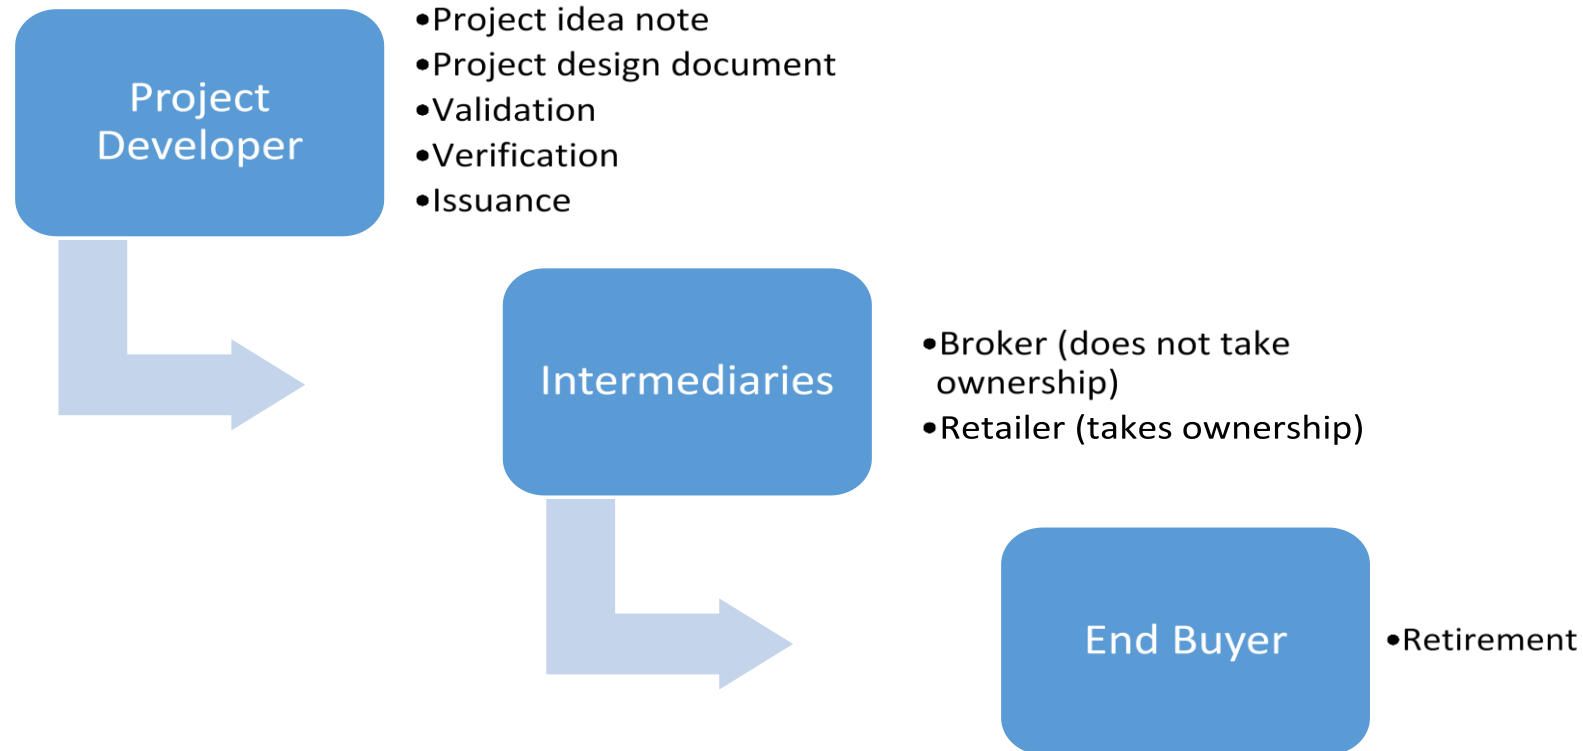 Project
Developer
•Project idea note
•Project design document
•Validation
•Verification
•Issuance
Intermediaries
•Broker (does not take
ownership)
•Retailer (takes ownership)
End Buyer
•Retirement